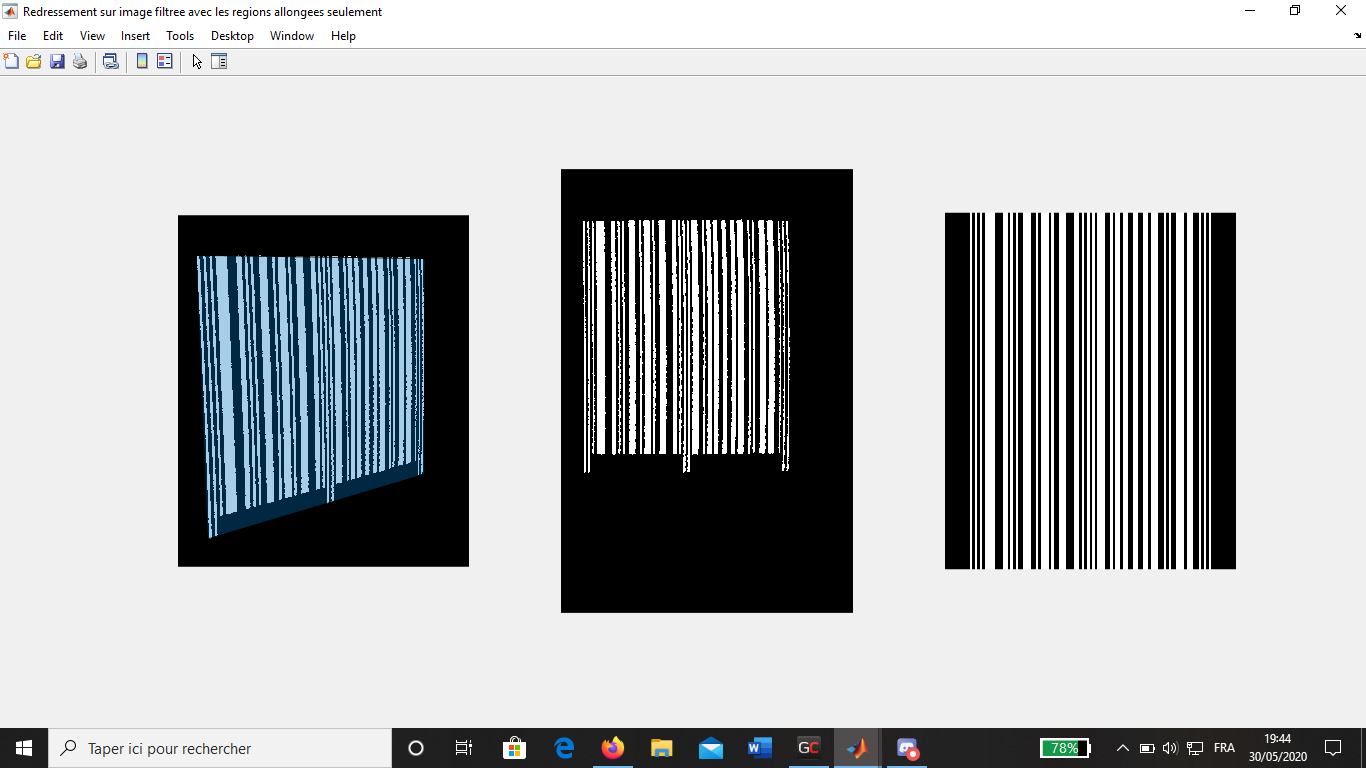 Redressement sur image filtree avec les regions allongees seulement
File Edit View Insert Tools Desktop Window Help
Taper ici pour rechercher
W
GC
78%
FRA
19:44
30/05/2020